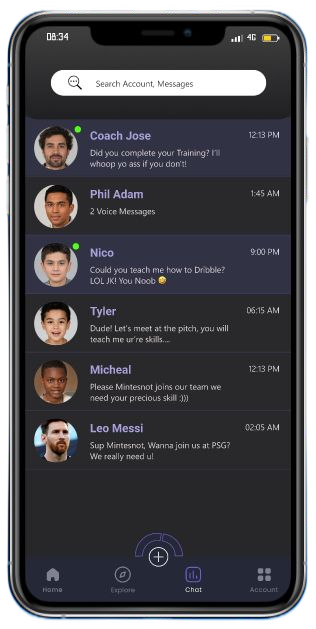 08:34
4G
Search Account, Messages
Coach Jose
12:13 PM
Did you complete your Training? I'll
whoop yo ass if you don't!
Phil Adam
1:45 AM
2 Voice Messages
Nico
9:00 PM
Could you teach me how to Dribble?
LOL JK! You Noob 🤣
Tyler
06:15 AM
Dude! Let's meet at the pitch, you will
teach me ur're skills....
Micheal
12:13 PM
Please Mintesnot joins our team we
need your precious skill :)))
Leo Messi
02:05 AM
Sup Mintesnot, Wanna join us at PSG?
We really need u!
Home
Explore
Chat
Account